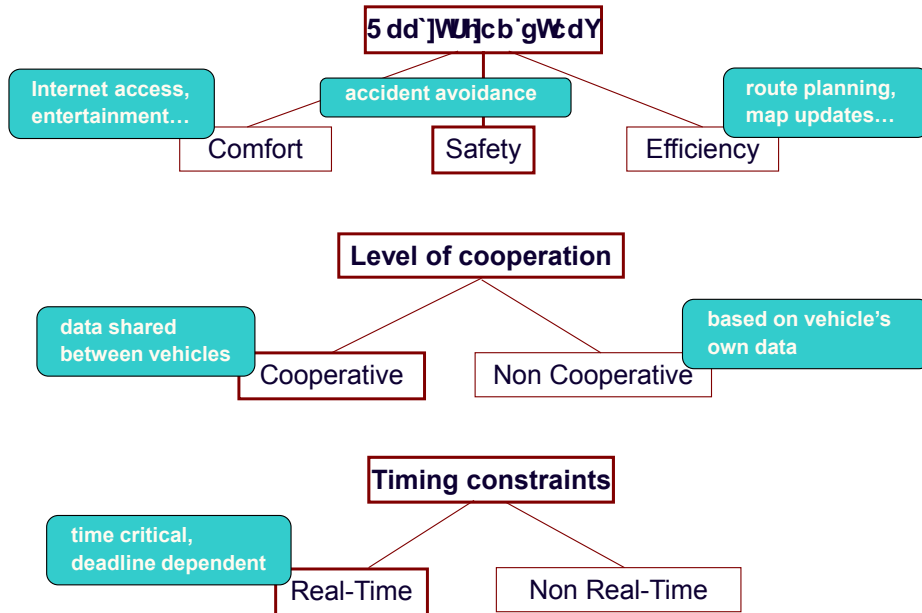 Internet access,
entertainment…
accident avoidance
route planning,
map updates…
Comfort
Safety
Efficiency
Level of cooperation
data shared
between vehicles
based on vehicle's
own data
Cooperative
Non Cooperative
Timing constraints
time critical,
deadline dependent
Real-Time
Non Real-Time